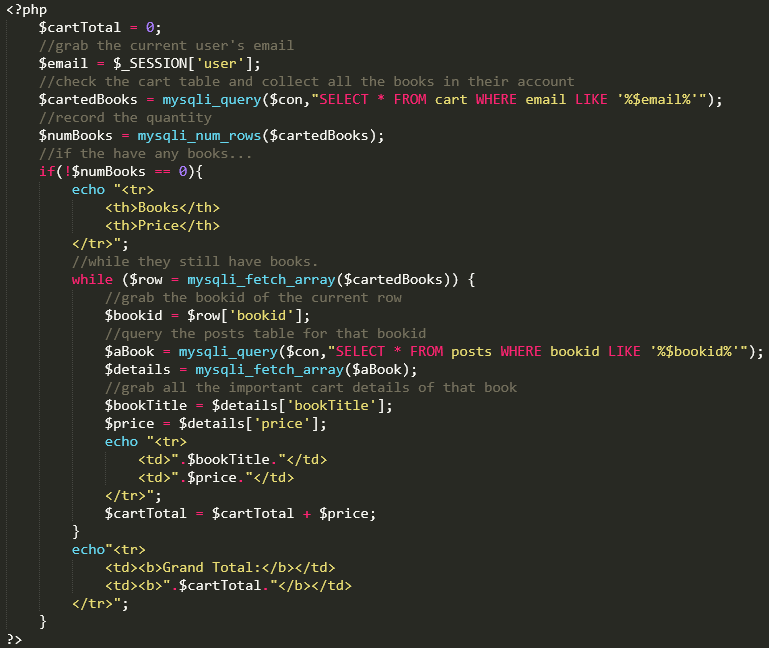 <?php
$cartTotal = 0;
//grab the current user's email
$email = $_SESSION['user'];
//check the cart table and collect all the books in their account
$cartedBooks = mysqli_query($con,"SELECT * FROM cart WHERE email LIKE '%$email%'");
//record the quantity
$numBooks = mysqli_num_rows($cartedBooks);
//if the have any books...
if(!$numBooks == 0){
echo "<tr>
<th>Books</th>
<th>Price</th>
</tr>";
//while they still have books.
while ($row = mysqli_fetch_array($cartedBooks)) {
//grab the bookid of the current row
$bookid = $row['bookid'];
//query the posts table for that bookid
$aBook = mysqli_query($con,"SELECT * FROM posts WHERE bookid LIKE '%$bookid%'");
$details = mysqli_fetch_array($aBook);
//grab all the important cart details of that book
$bookTitle = $details['bookTitle'];
$price = $details['price'];
echo "<tr>
<td>".$bookTitle."</td>
<td>".$price."</td>
</tr>";
$cartTotal = $cartTotal + $price;
}
echo"<tr>
<td><b>Grand Total:</b></td>
<td><b>".$cartTotal."</b></td>
</tr>";
}
?>